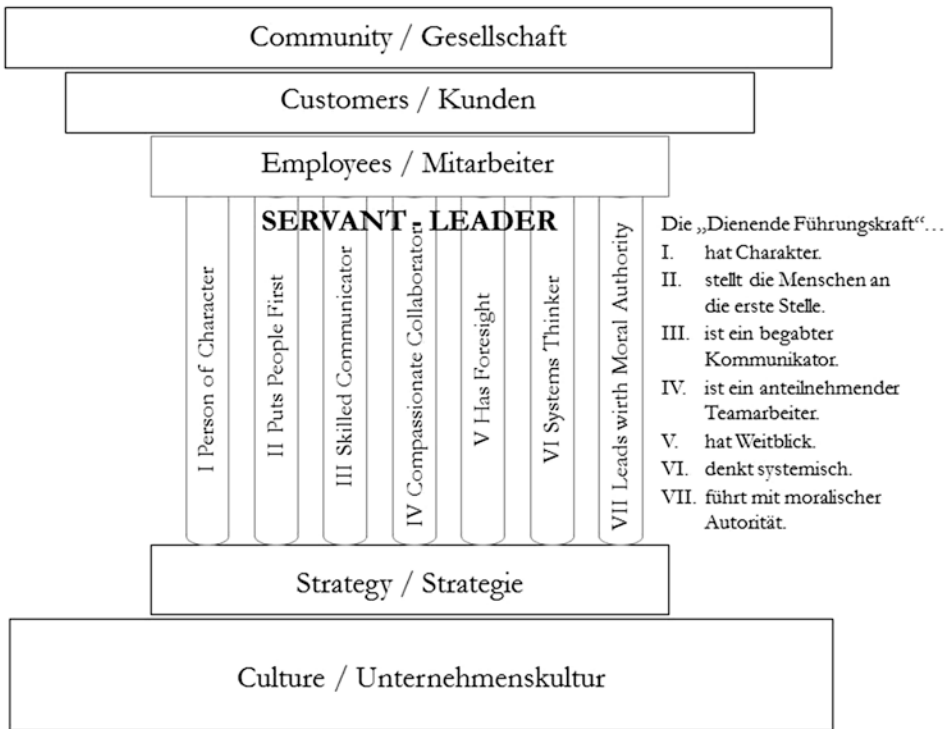 Community / Gesellschaft
Customers / Kunden
Employees / Mitarbeiter
SERVANT - LEADER
I Person of Character
II Puts People First
III Skilled Communicator
IV Compassionate Collaborator
V Has Foresight
VI Systems Thinker
VII Leads wirth Moral Authority
Die „Dienende Führungskraft“…
I. hat Charakter.
II. stellt die Menschen an
die erste Stelle.
III. ist ein begabter
Kommunikator.
IV. ist ein anteilnehmender
Teamarbeiter.
V. hat Weitblick.
VI. denkt systemisch.
VII. führt mit moralischer
Autorität.
Strategy / Strategie
Culture / Unternehmenskultur